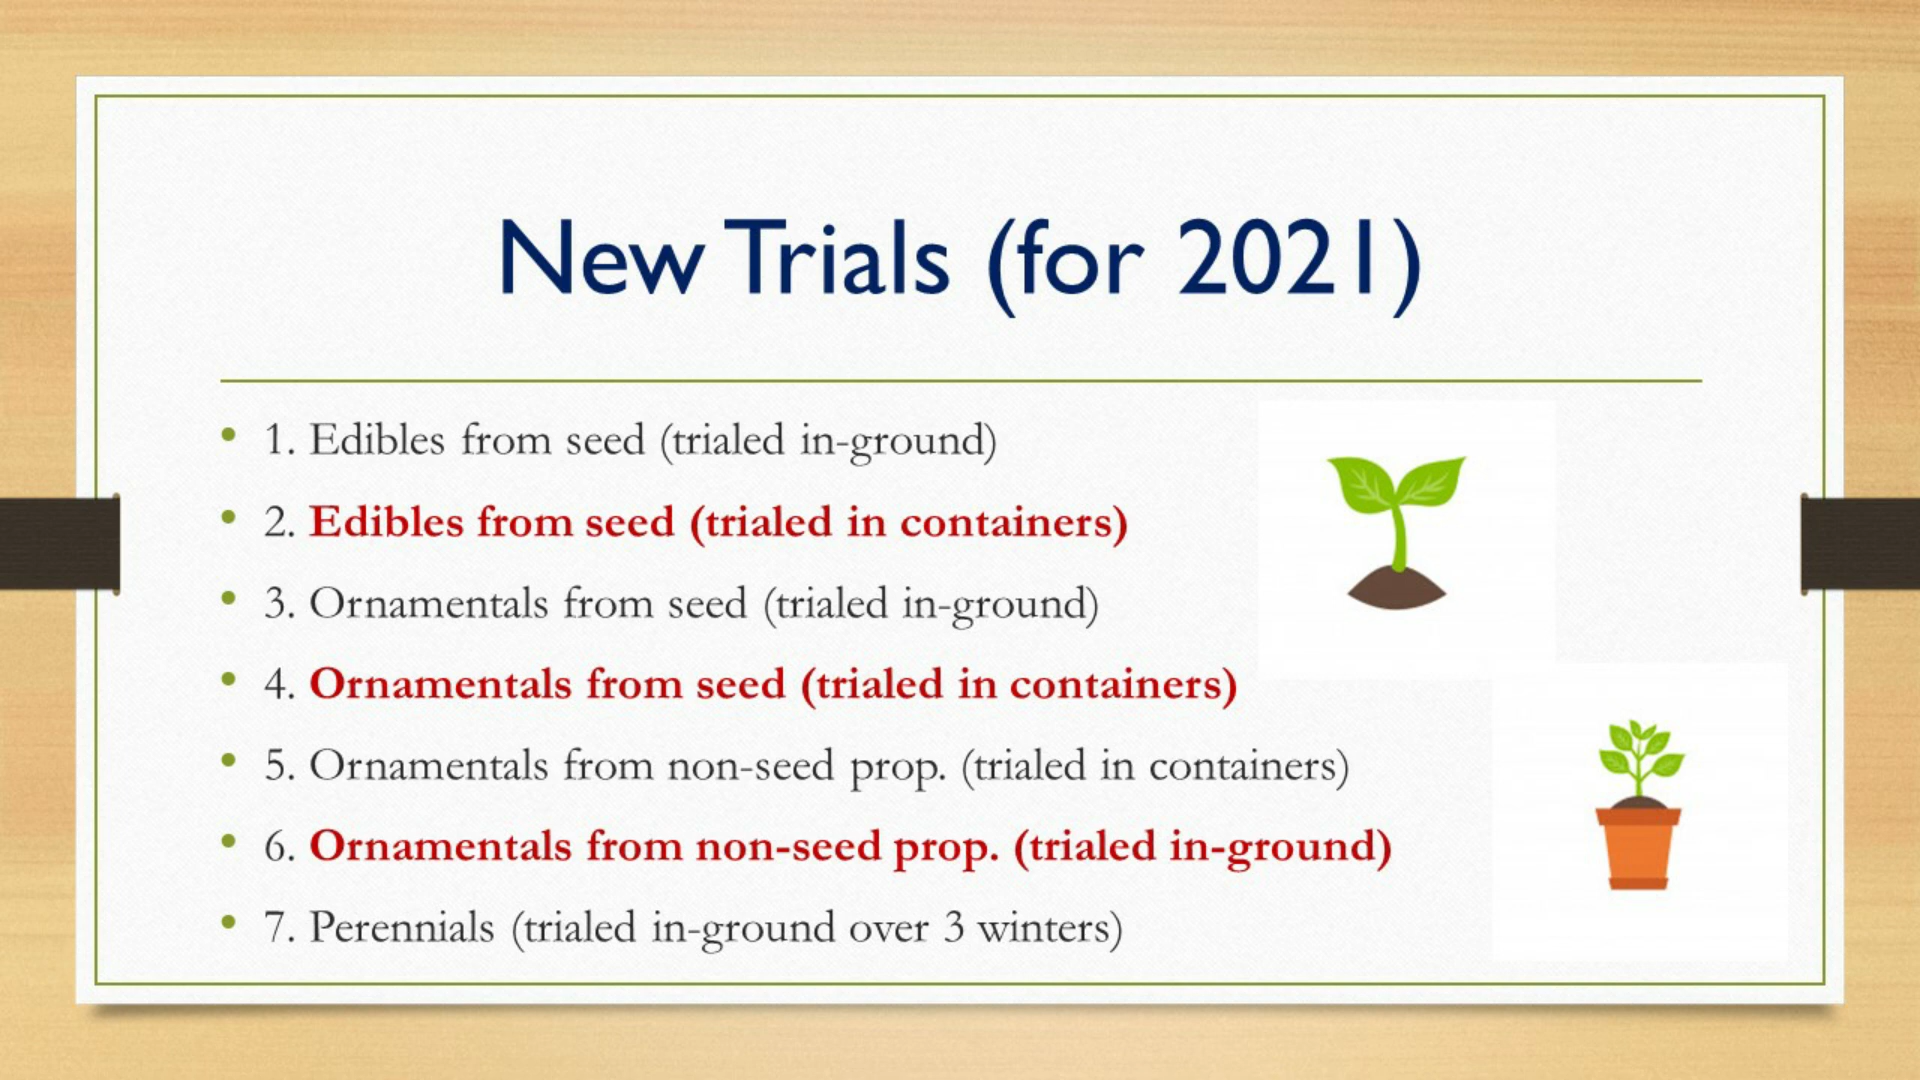 New Trials (for 2021)
• 1. Edibles from seed (trialed in-ground)
• 2. Edibles from seed (trialed in containers)
• 3. Ornamentals from seed (trialed in-ground)
• 4. Ornamentals from seed (trialed in containers)
• 5. Ornamentals from non-seed prop. (trialed in containers)
• 6. Ornamentals from non-seed prop. (trialed in-ground)
• 7. Perennials (trialed in-ground over 3 winters)